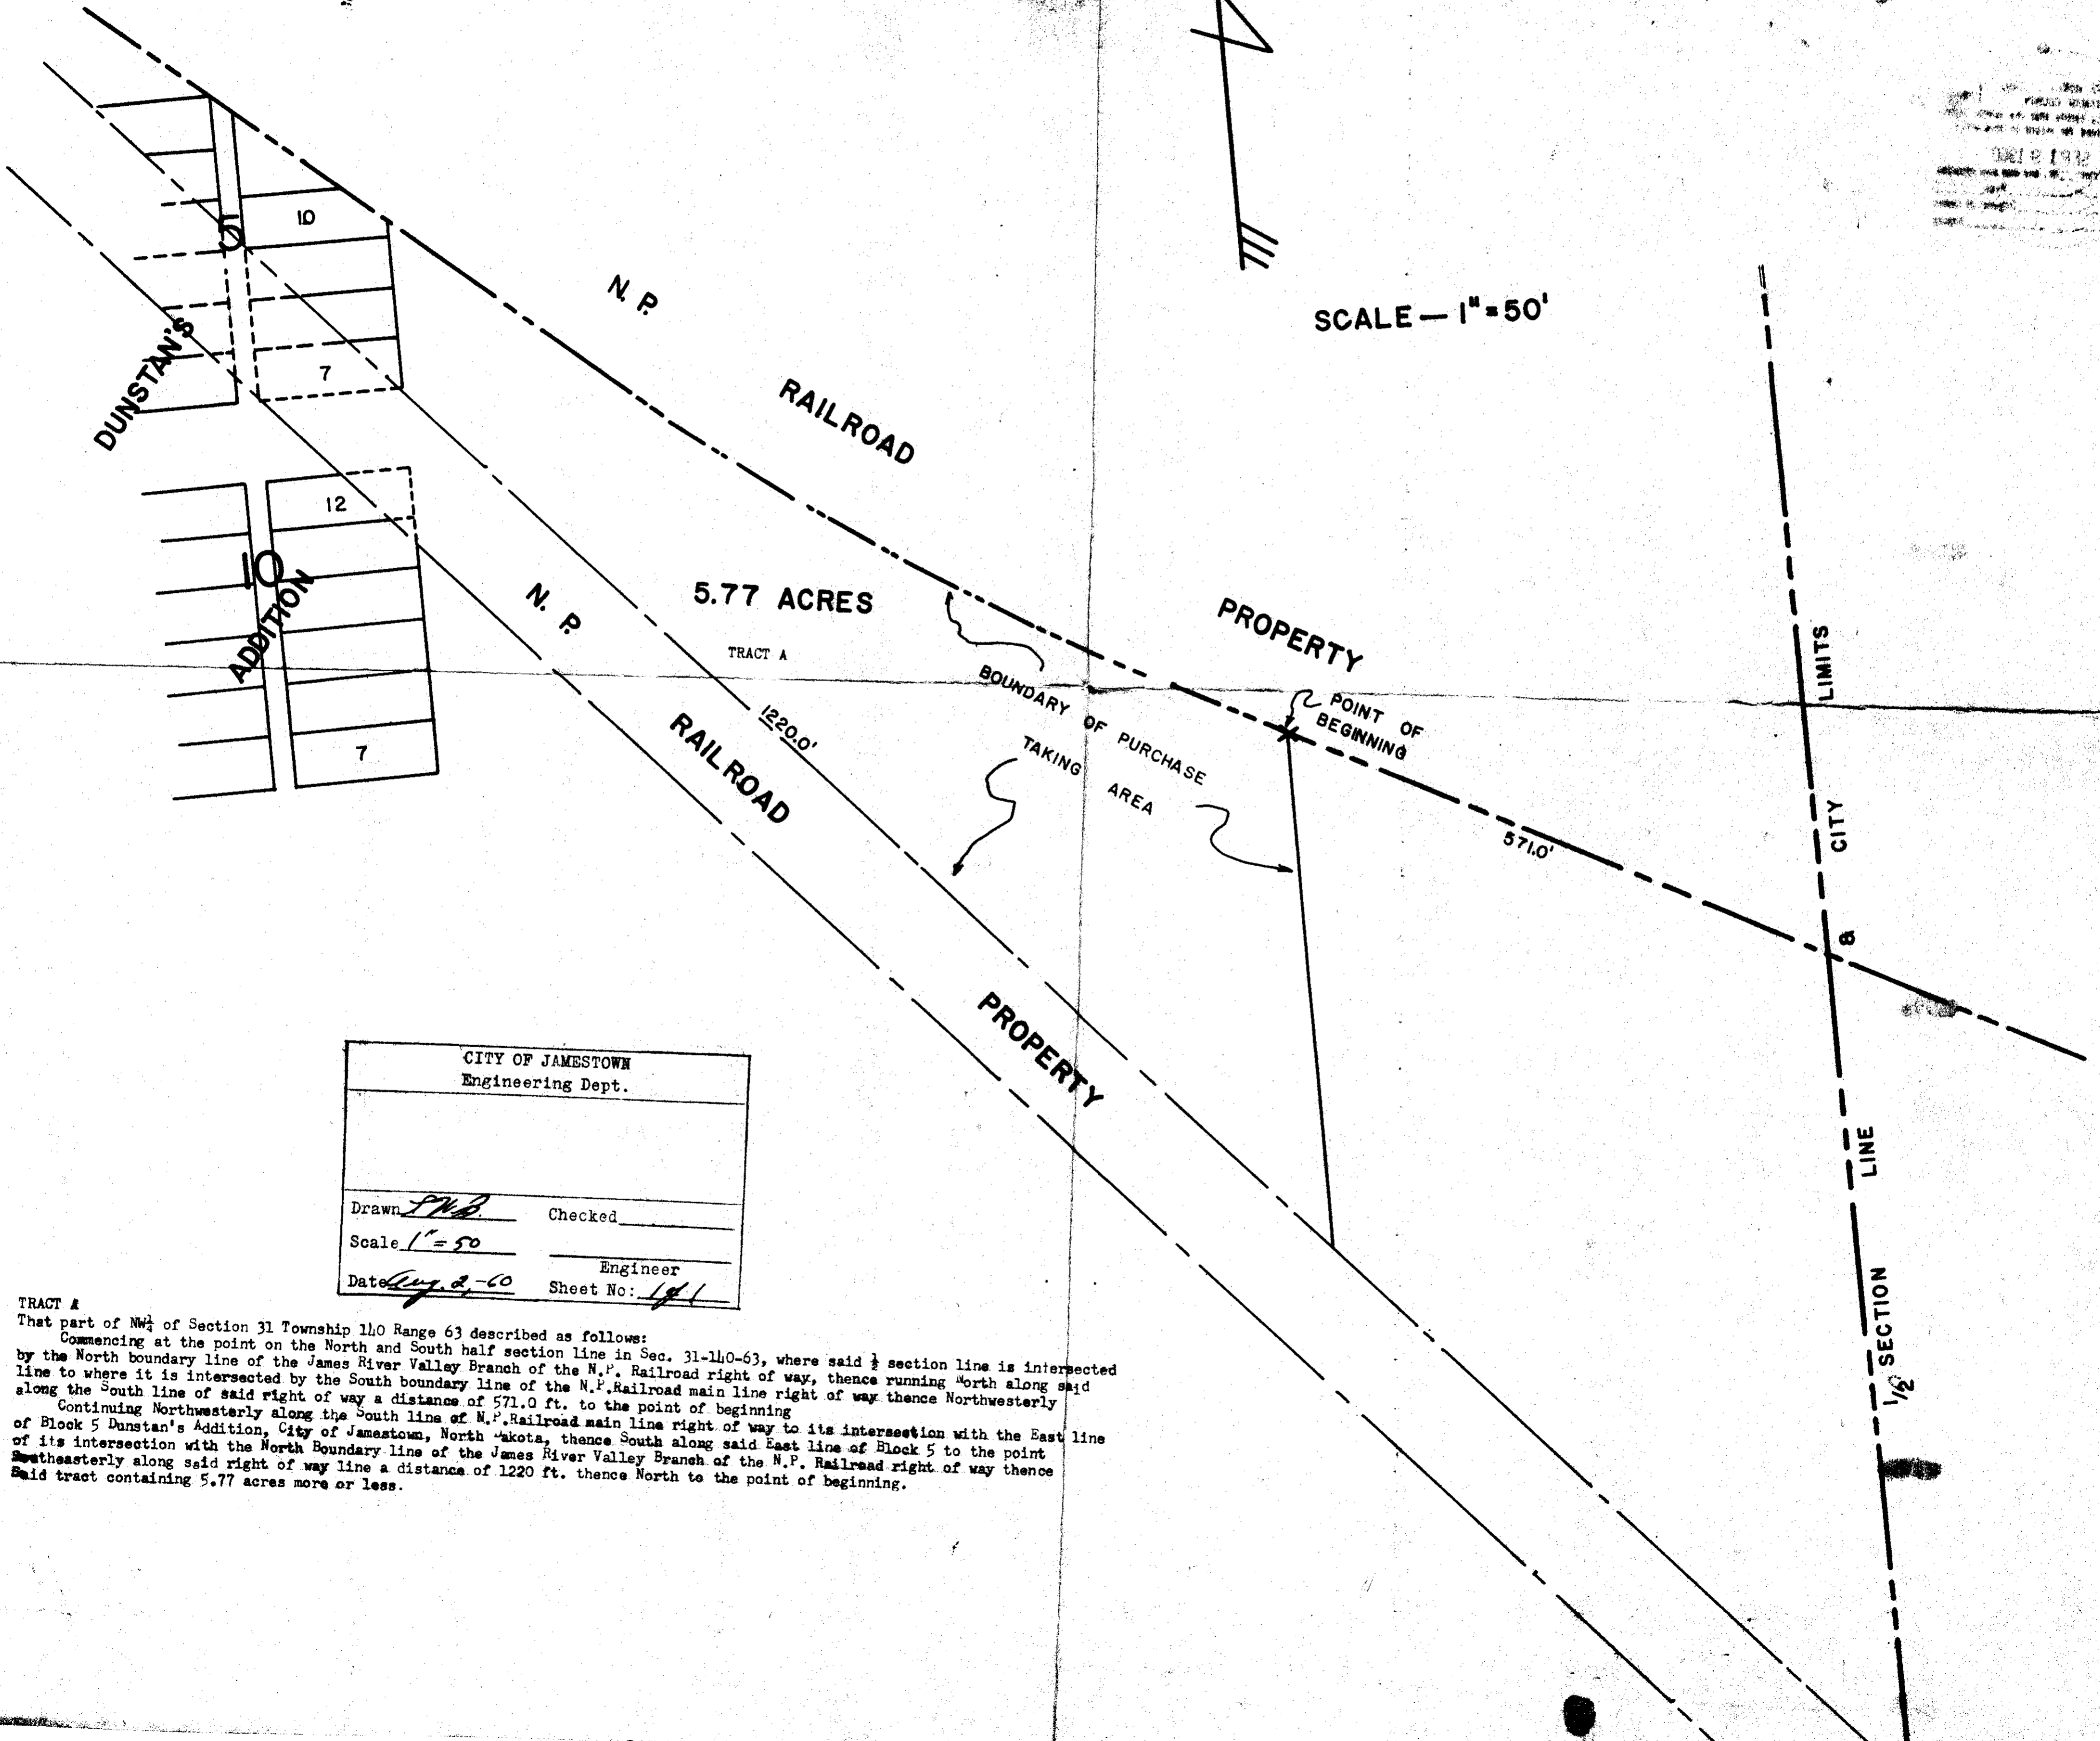 SCALE — 1" = 50'
N. P.
RAILROAD
PROPERTY
5
10
7
DUNSTAN'S
12
10
ADDITION
7
N. P.
RAILROAD
PROPERTY
5.77 ACRES
TRACT A
1220.0'
BOUNDARY OF PURCHASE
TAKING AREA
POINT OF
BEGINNING
571.0'
LIMITS
CITY
&
LINE
SECTION
1/2
CITY OF JAMESTOWN
Engineering Dept.
Drawn Checked
Scale 1" = 50
Engineer
Date Aug. 2,-60 Sheet No: 1 of 1
TRACT A
That part of NW¼ of Section 31 Township 140 Range 63 described as follows:
Commencing at the point on the North and South half section line in Sec. 31-140-63, where said ½ section line is intersected
by the North boundary line of the James River Valley Branch of the N.P. Railroad right of way, thence running North along said
line to where it is intersected by the South boundary line of the N.P.Railroad main line right of way thence Northwesterly
along the South line of said right of way a distance of 571.0 ft. to the point of beginning
Continuing Northwesterly along the South line of N.P.Railroad main line right of way to its intersection with the East line
of Block 5 Dunstan's Addition, City of Jamestown, North Dakota, thence South along said East line of Block 5 to the point
of its intersection with the North Boundary line of the James River Valley Branch of the N.P. Railroad right of way thence
Southeasterly along said right of way line a distance of 1220 ft. thence North to the point of beginning.
Said tract containing 5.77 acres more or less.